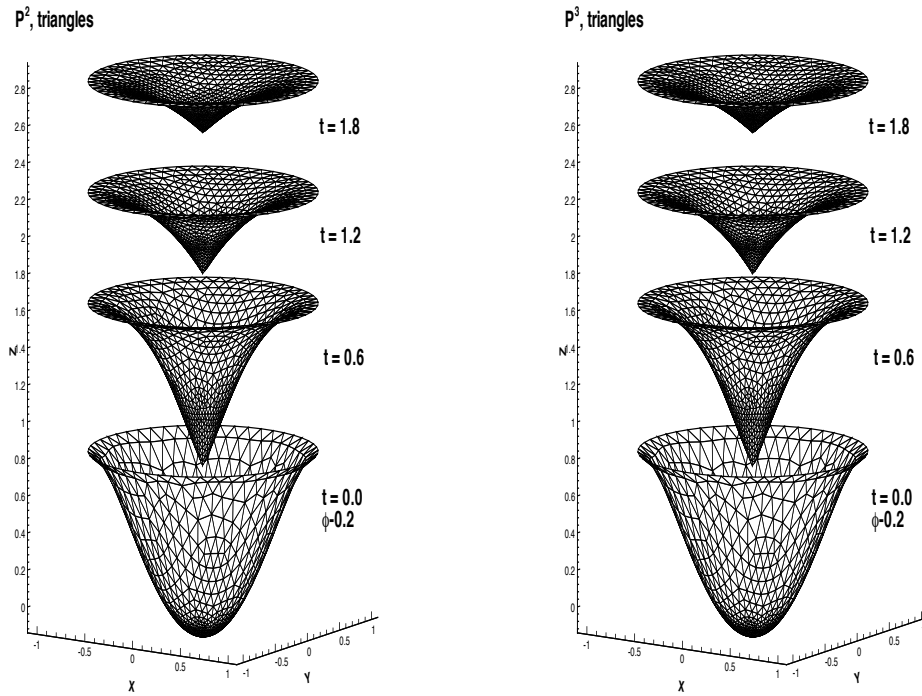 P², triangles
2.8
2.6
2.4
2.2
2
1.8
1.6
1.4
1.2
1
0.8
0.6
0.4
0.2
0
Z
t = 1.8
t = 1.2
t = 0.6
t = 0.0
ϕ-0.2
-1
-0.5
0
0.5
1
X
-1
-0.5
0
0.5
1
Y
P³, triangles
2.8
2.6
2.4
2.2
2
1.8
1.6
1.4
1.2
1
0.8
0.6
0.4
0.2
0
Z
t = 1.8
t = 1.2
t = 0.6
t = 0.0
ϕ-0.2
-1
-0.5
0
0.5
1
X
-1
-0.5
0
0.5
Y